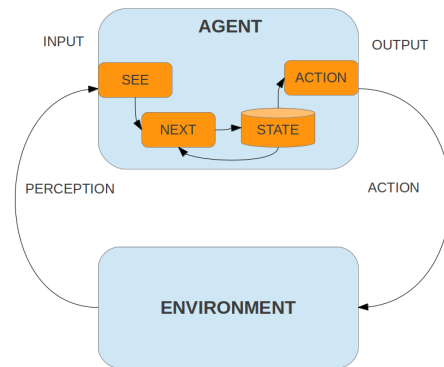 AGENT
INPUT
OUTPUT
SEE
ACTION
NEXT
STATE
PERCEPTION
ACTION
ENVIRONMENT